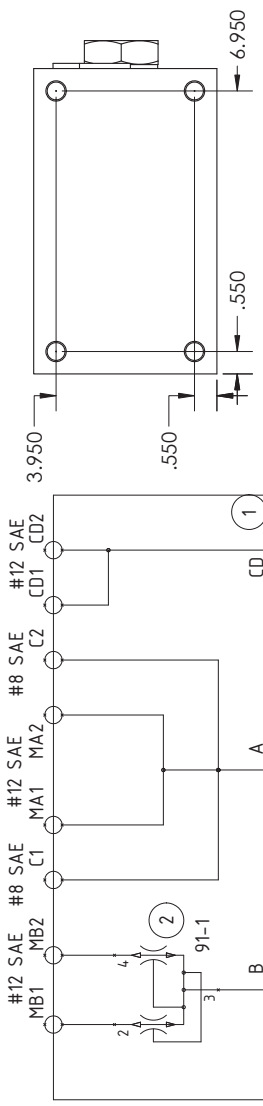 3.950
.550
.550
6.950
#12 SAE
#8 SAE
#12 SAE
#8 SAE
#12 SAE
MB1
MB2
C1
MA1
MA2
C2
CD1
CD2
2
4
2
91-1
3
1
B
A
CD